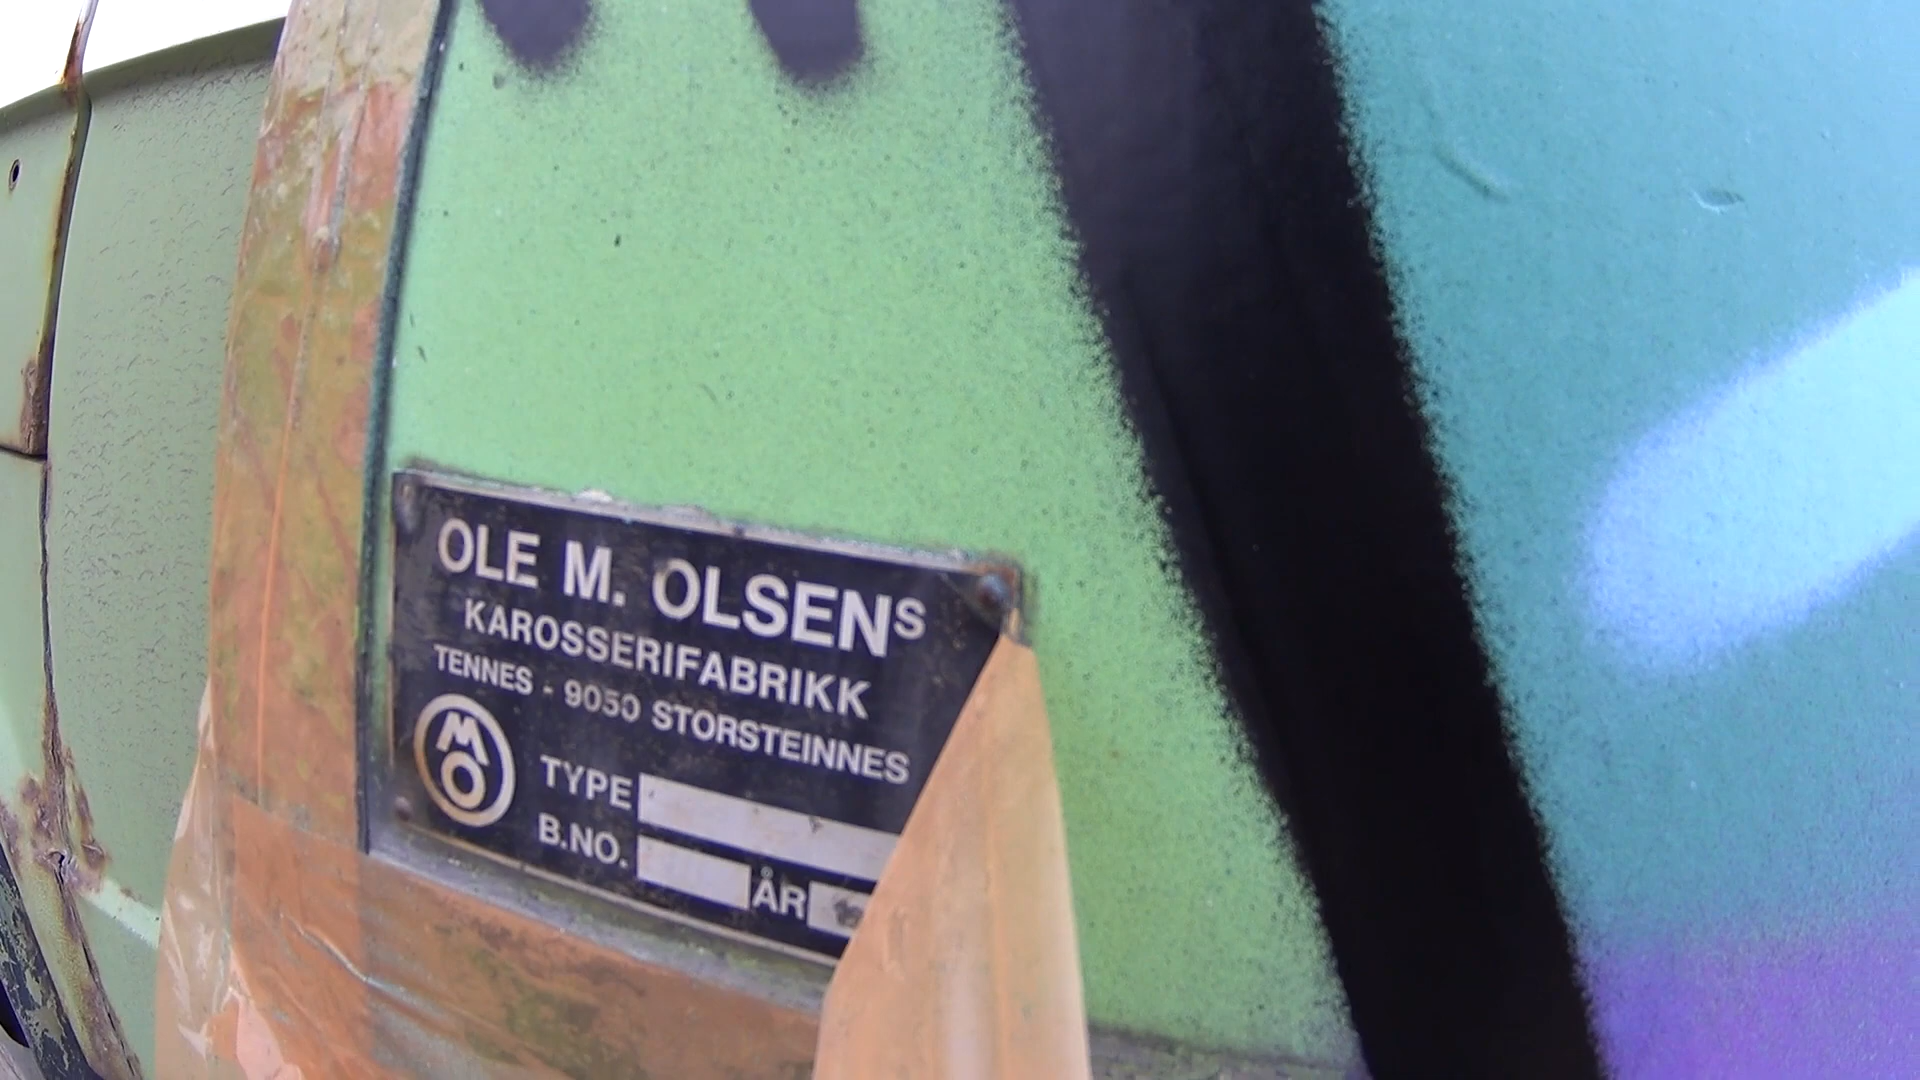 OLE M. OLSENS
KAROSSERIFABRIKK
TENNES - 9050 STORSTEINNES
MO
TYPE
B.NO. ÅR